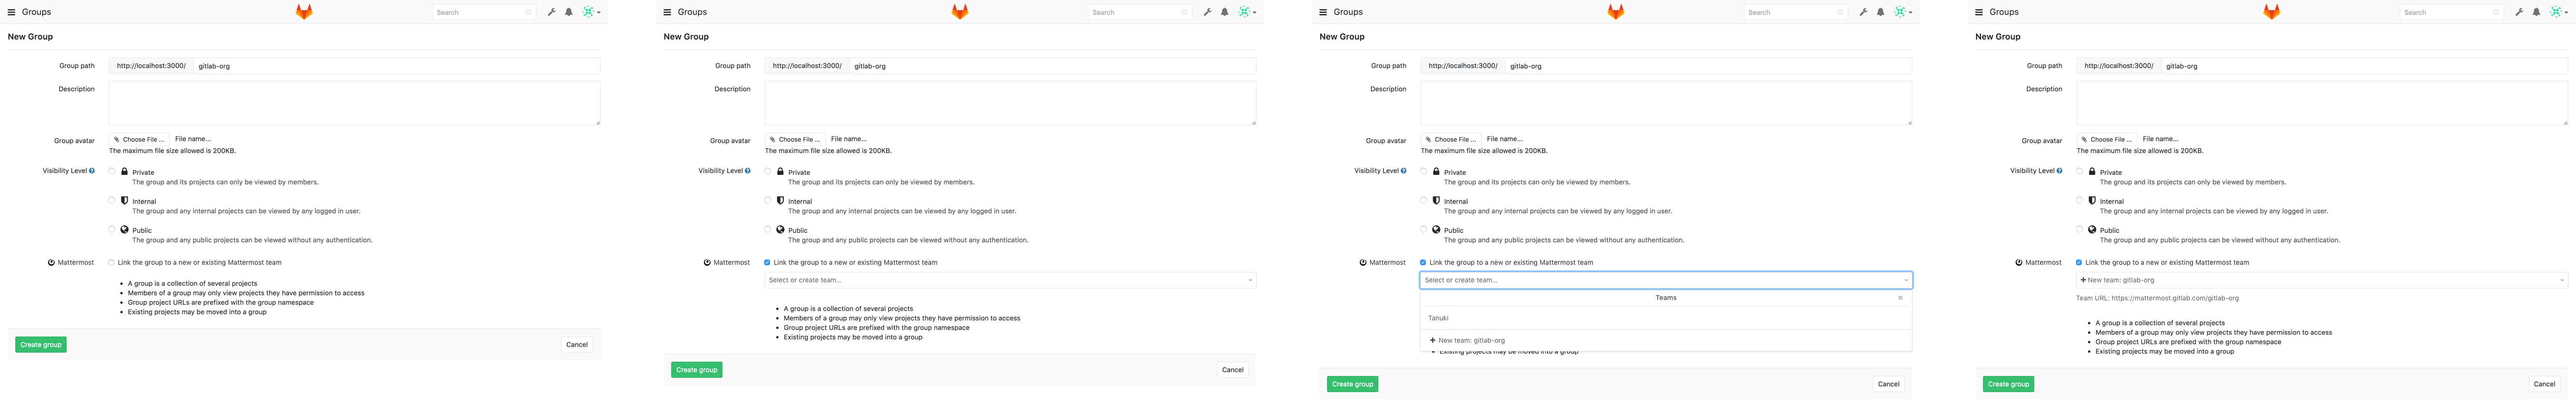 Groups
Search
New Group
Group path
http://localhost:3000/
gitlab-org
Description
Group avatar
Choose File ...
File name...
The maximum file size allowed is 200KB.
Visibility Level
Private
The group and its projects can only be viewed by members.
Internal
The group and any internal projects can be viewed by any logged in user.
Public
The group and any public projects can be viewed without any authentication.
Mattermost
Link the group to a new or existing Mattermost team
A group is a collection of several projects
Members of a group may only view projects they have permission to access
Group project URLs are prefixed with the group namespace
Existing projects may be moved into a group
Create group
Cancel
Groups
Search
New Group
Group path
http://localhost:3000/
gitlab-org
Description
Group avatar
Choose File ...
File name...
The maximum file size allowed is 200KB.
Visibility Level
Private
The group and its projects can only be viewed by members.
Internal
The group and any internal projects can be viewed by any logged in user.
Public
The group and any public projects can be viewed without any authentication.
Mattermost
Link the group to a new or existing Mattermost team
Select or create team...
A group is a collection of several projects
Members of a group may only view projects they have permission to access
Group project URLs are prefixed with the group namespace
Existing projects may be moved into a group
Create group
Cancel
Groups
Search
New Group
Group path
http://localhost:3000/
gitlab-org
Description
Group avatar
Choose File ...
File name...
The maximum file size allowed is 200KB.
Visibility Level
Private
The group and its projects can only be viewed by members.
Internal
The group and any internal projects can be viewed by any logged in user.
Public
The group and any public projects can be viewed without any authentication.
Mattermost
Link the group to a new or existing Mattermost team
Select or create team...
Teams
Tanuki
New team: gitlab-org
Existing projects may be moved into a group
Create group
Cancel
Groups
Search
New Group
Group path
http://localhost:3000/
gitlab-org
Description
Group avatar
Choose File ...
File name...
The maximum file size allowed is 200KB.
Visibility Level
Private
The group and its projects can only be viewed by members.
Internal
The group and any internal projects can be viewed by any logged in user.
Public
The group and any public projects can be viewed without any authentication.
Mattermost
Link the group to a new or existing Mattermost team
New team: gitlab-org
Team URL: https://mattermost.gitlab.com/gitlab-org
A group is a collection of several projects
Members of a group may only view projects they have permission to access
Group project URLs are prefixed with the group namespace
Existing projects may be moved into a group
Create group
Cancel